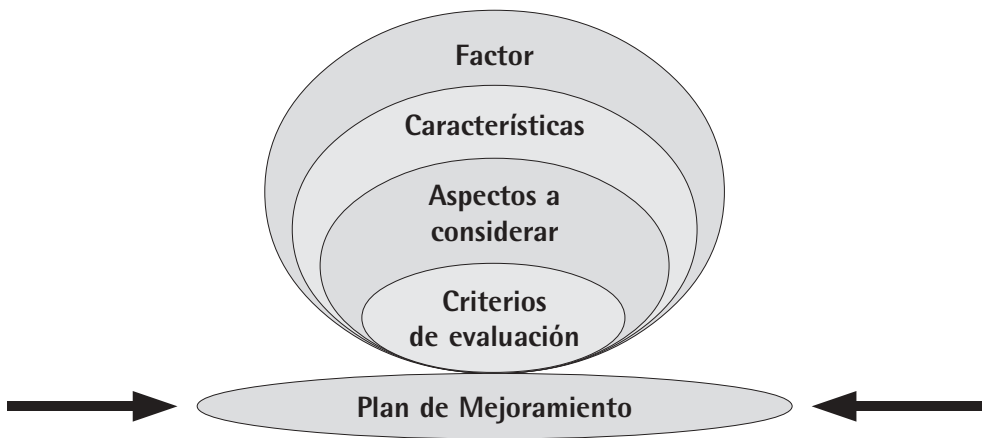 Factor
Características
Aspectos a
considerar
Criterios
de evaluación
Plan de Mejoramiento